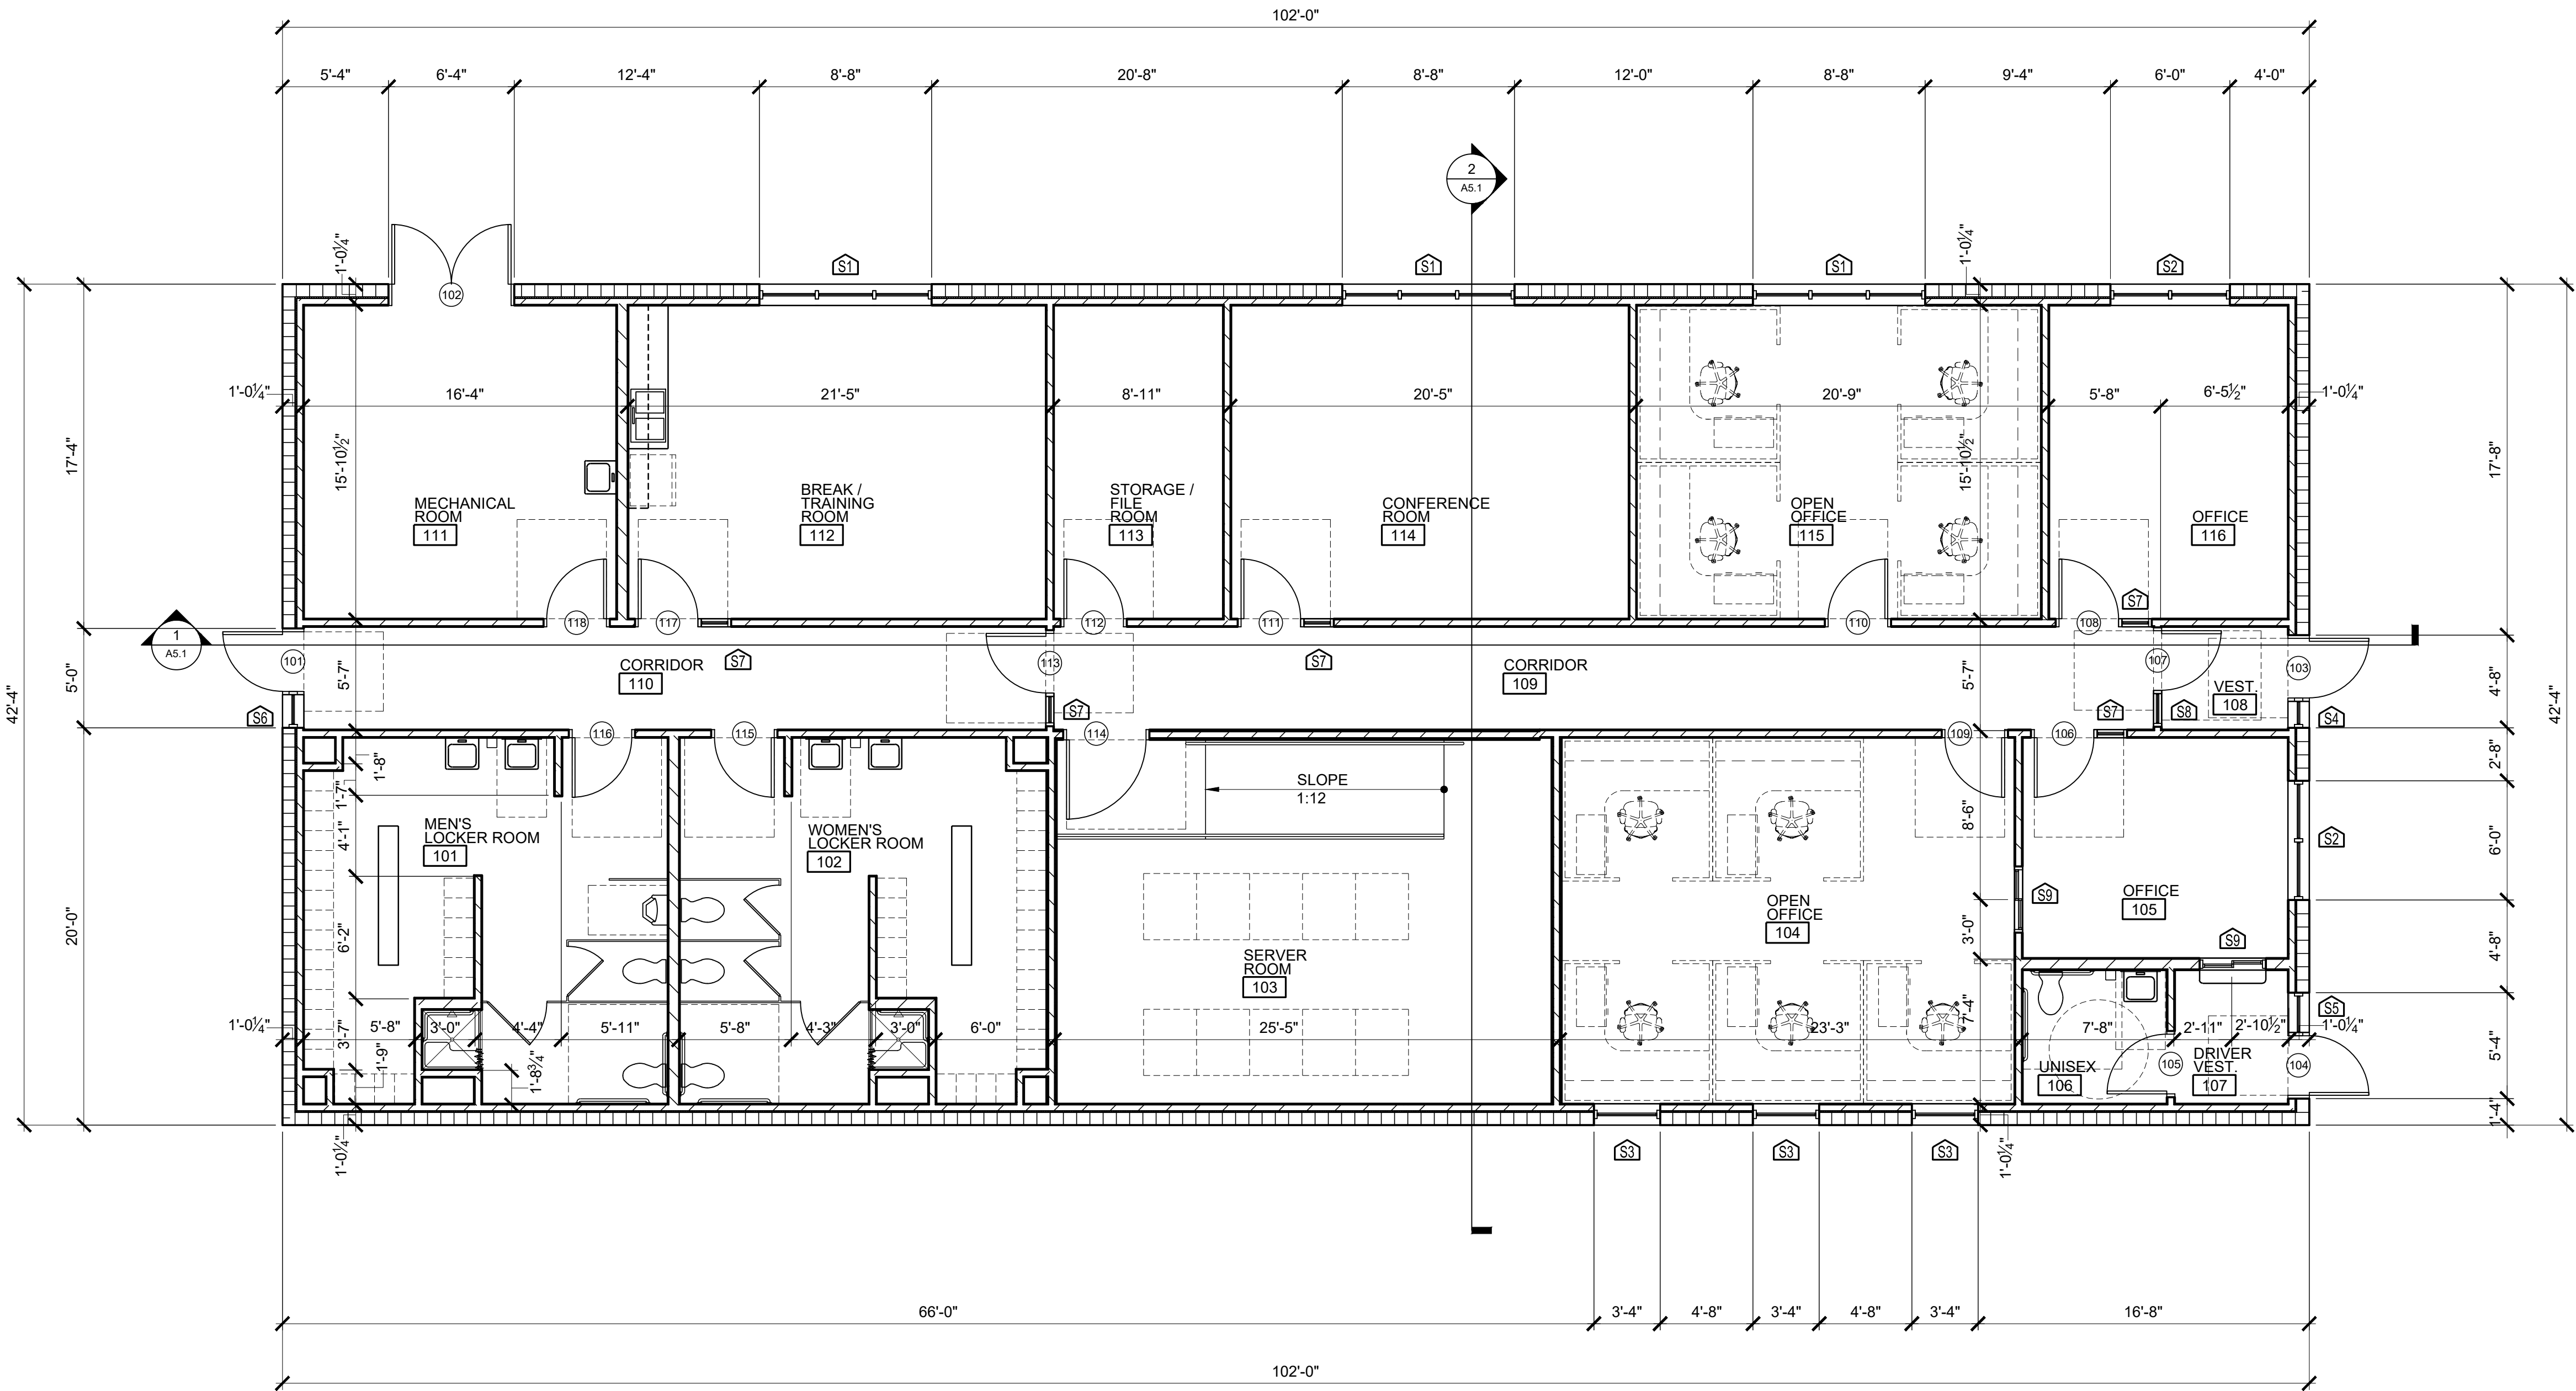 102'-0"
5'-4" 6'-4" 12'-4" 8'-8" 20'-8" 8'-8" 12'-0" 8'-8" 9'-4" 6'-0" 4'-0"
2
A5.1
1'-0¼" 1'-0¼"
S1 S1 S1 S2
102
1'-0¼" 16'-4" 21'-5" 8'-11" 20'-5" 20'-9" 5'-8" 6'-5½" 1'-0¼"
17'-4" 15'-10½" 15'-10½" 17'-8"
MECHANICAL
ROOM
111
BREAK /
TRAINING
ROOM
112
STORAGE /
FILE
ROOM
113
CONFERENCE
ROOM
114
OPEN
OFFICE
115
OFFICE
116
S7
118 117 112 111 110 108
1
A5.1
101 113 107 103
42'-4" 5'-0" 5'-7" 5'-7" 4'-8" 42'-4"
CORRIDOR
110
S7 S7
CORRIDOR
109
VEST.
108
S6 S7 S7 S8 S4
116 115 114 109 106
1'-8"
1'-7"
4'-1"
6'-2"
3'-7"
1'-9"
1'-8¾"
20'-0"
SLOPE
1:12
8'-6"
3'-0"
7'-4"
2'-8"
6'-0"
4'-8"
5'-4"
1'-4"
MEN'S
LOCKER ROOM
101
WOMEN'S
LOCKER ROOM
102
SERVER
ROOM
103
OPEN
OFFICE
104
S2
S9
OFFICE
105
S9
S5
1'-0¼" 5'-8" 3'-0" 4'-4" 5'-11" 5'-8" 4'-3" 3'-0" 6'-0" 25'-5" 23'-3" 7'-8" 2'-11" 2'-10½" 1'-0¼"
UNISEX
106
105
DRIVER
VEST.
107
104
1'-0¼" 1'-0¼"
S3 S3 S3
66'-0" 3'-4" 4'-8" 3'-4" 4'-8" 3'-4" 16'-8"
102'-0"